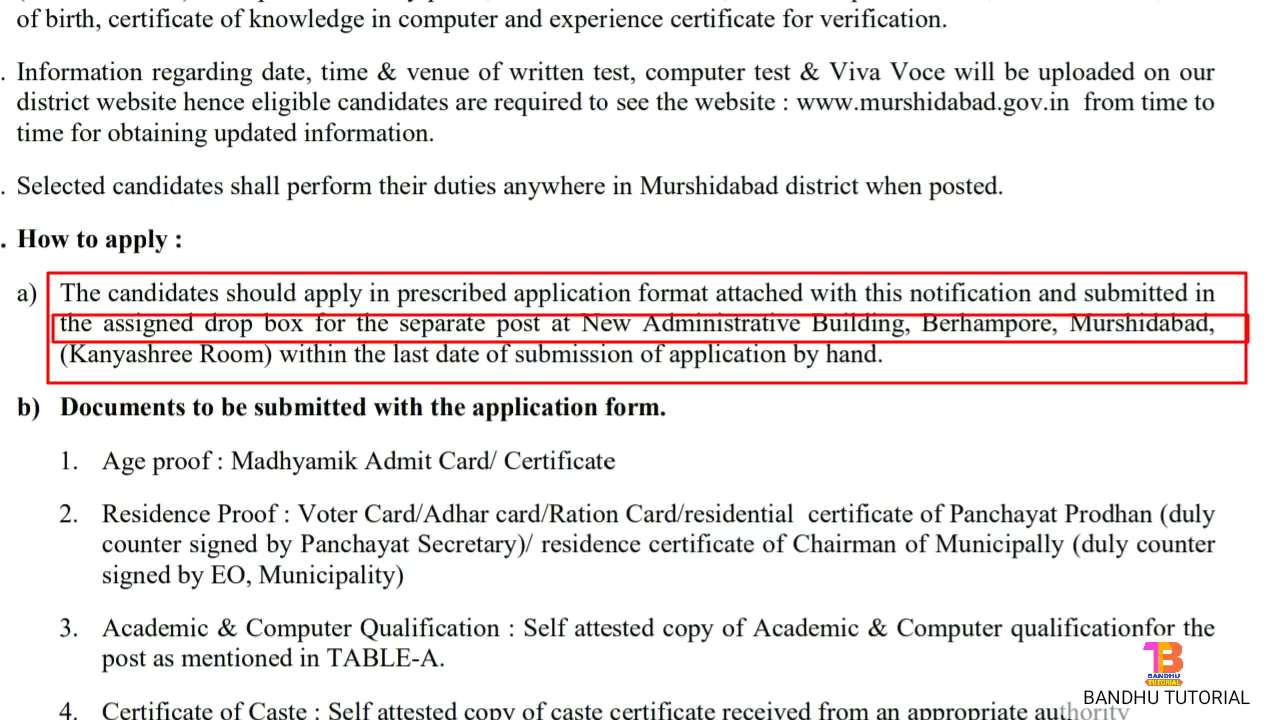 of birth, certificate of knowledge in computer and experience certificate for verification.
. Information regarding date, time & venue of written test, computer test & Viva Voce will be uploaded on our
district website hence eligible candidates are required to see the website : www.murshidabad.gov.in from time to
time for obtaining updated information.
. Selected candidates shall perform their duties anywhere in Murshidabad district when posted.
. How to apply :
a) The candidates should apply in prescribed application format attached with this notification and submitted in
the assigned drop box for the separate post at New Administrative Building, Berhampore, Murshidabad,
(Kanyashree Room) within the last date of submission of application by hand.
b) Documents to be submitted with the application form.
1. Age proof : Madhyamik Admit Card/ Certificate
2. Residence Proof : Voter Card/Adhar card/Ration Card/residential certificate of Panchayat Prodhan (duly
counter signed by Panchayat Secretary)/ residence certificate of Chairman of Municipally (duly counter
signed by EO, Municipality)
3. Academic & Computer Qualification : Self attested copy of Academic & Computer qualificationfor the
post as mentioned in TABLE-A.
4. Certificate of Caste : Self attested copy of caste certificate received from an appropriate authority
TB
BANDHU
TUTORIAL
BANDHU TUTORIAL